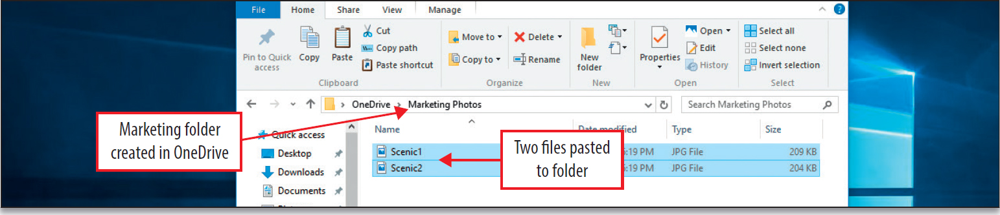 File Home Share View Manage
Pin to Quick access
Copy
Paste
Cut
Copy path
Paste shortcut
Clipboard
Move to
Copy to
Delete
Rename
Organize
New folder
New
Properties
Open
Edit
History
Open
Select all
Select none
Invert selection
Select
OneDrive Marketing Photos
Search Marketing Photos
Marketing folder
created in OneDrive
Quick access
Desktop
Downloads
Documents
Name Date modified Type Size
Scenic1 :19 PM JPG File 209 KB
Scenic2 :19 PM JPG File 204 KB
Two files pasted
to folder